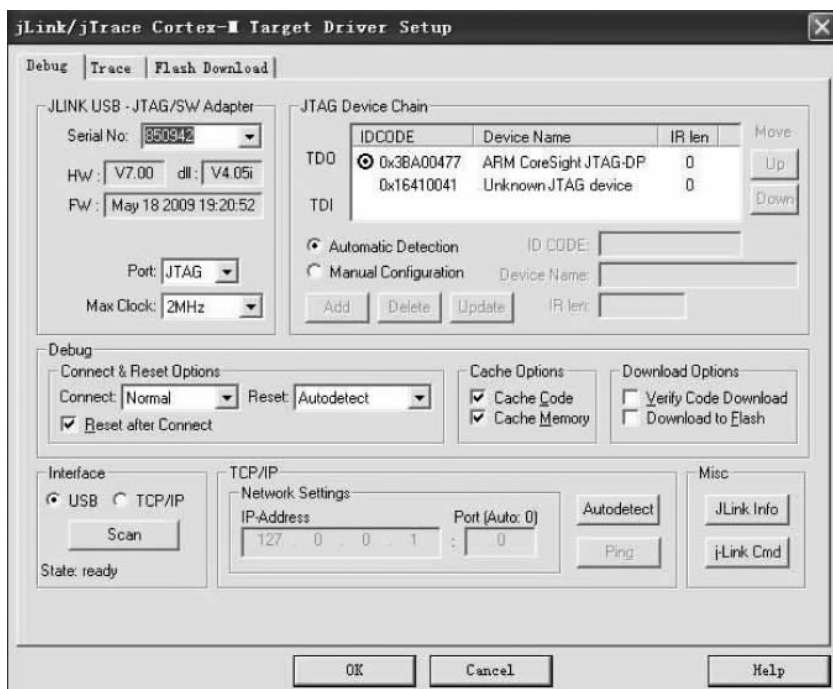 jLink/jTrace Cortex-M Target Driver Setup
Debug Trace Flash Download
JLINK USB - JTAG/SW Adapter
Serial No: 850942
HW : V7.00 dll : V4.05i
FW : May 18 2009 19:20:52
Port: JTAG
Max Clock: 2MHz
JTAG Device Chain
IDCODE Device Name IR len Move
TDO 0x3BA00477 ARM CoreSight JTAG-DP 0 Up
TDI 0x16410041 Unknown JTAG device 0 Down
Automatic Detection ID CODE:
Manual Configuration Device Name:
Add Delete Update IR len:
Debug
Connect & Reset Options
Connect: Normal Reset: Autodetect
Reset after Connect
Cache Options
Cache Code
Cache Memory
Download Options
Verify Code Download
Download to Flash
Interface
USB TCP/IP
Scan
State: ready
TCP/IP
Network Settings
IP-Address Port (Auto: 0)
127 . 0 . 0 . 1 : 0
Autodetect
Ping
Misc
JLink Info
j-Link Cmd
OK Cancel Help